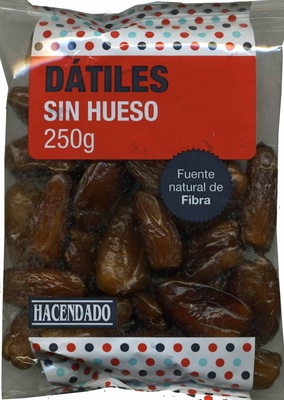 DÁTILES
SIN HUESO
250g
Fuente
natural de
Fibra
HACENDADO